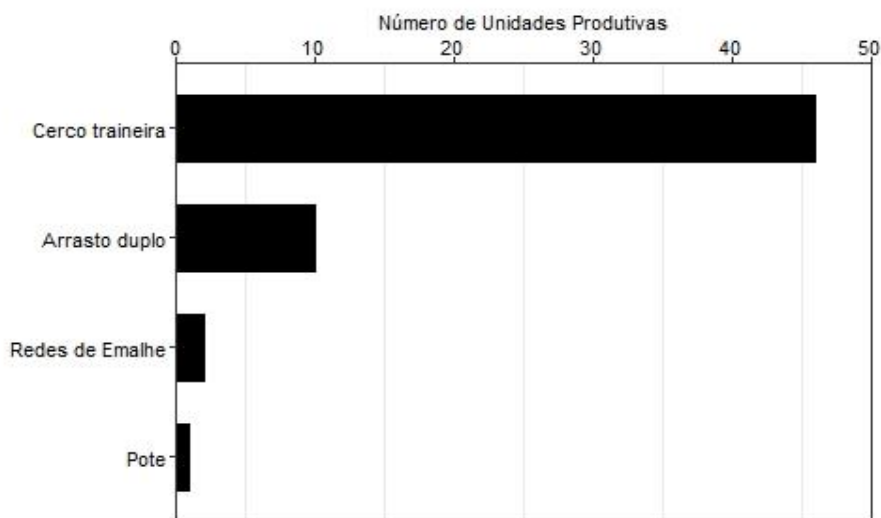 Número de Unidades Produtivas
0 10 20 30 40 50
Cerco traineira
Arrasto duplo
Redes de Emalhe
Pote